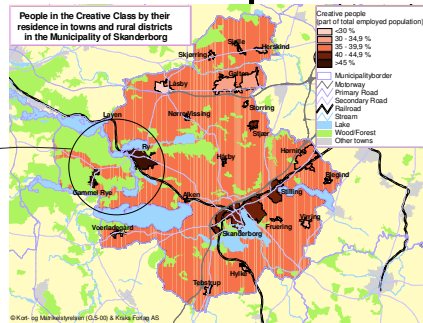 People in the Creative Class by their
residence in towns and rural districts
in the Municipality of Skanderborg
Creative people
(part of total employed population)
<30 %
30 - 34,9 %
35 - 39,9 %
40 - 44,9 %
>45 %
Municipalityborder
Motorway
Primary Road
Secondary Road
Railroad
Stream
Lake
Wood/Forest
Other towns
Sjelle
Skjørring
Herskind
Galten
Låsby
Storring
Nørre Vissing
Laven
Stjær
Ry
Hørning
Hårby
Gammel Rye
Blegind
Stilling
Alken
Virring
Fruering
Voerladegård
Skanderborg
Hylke
Tebstrup
© Kort- og Matrikelstyrelsen (G.5-00) & Kraks Forlag AS